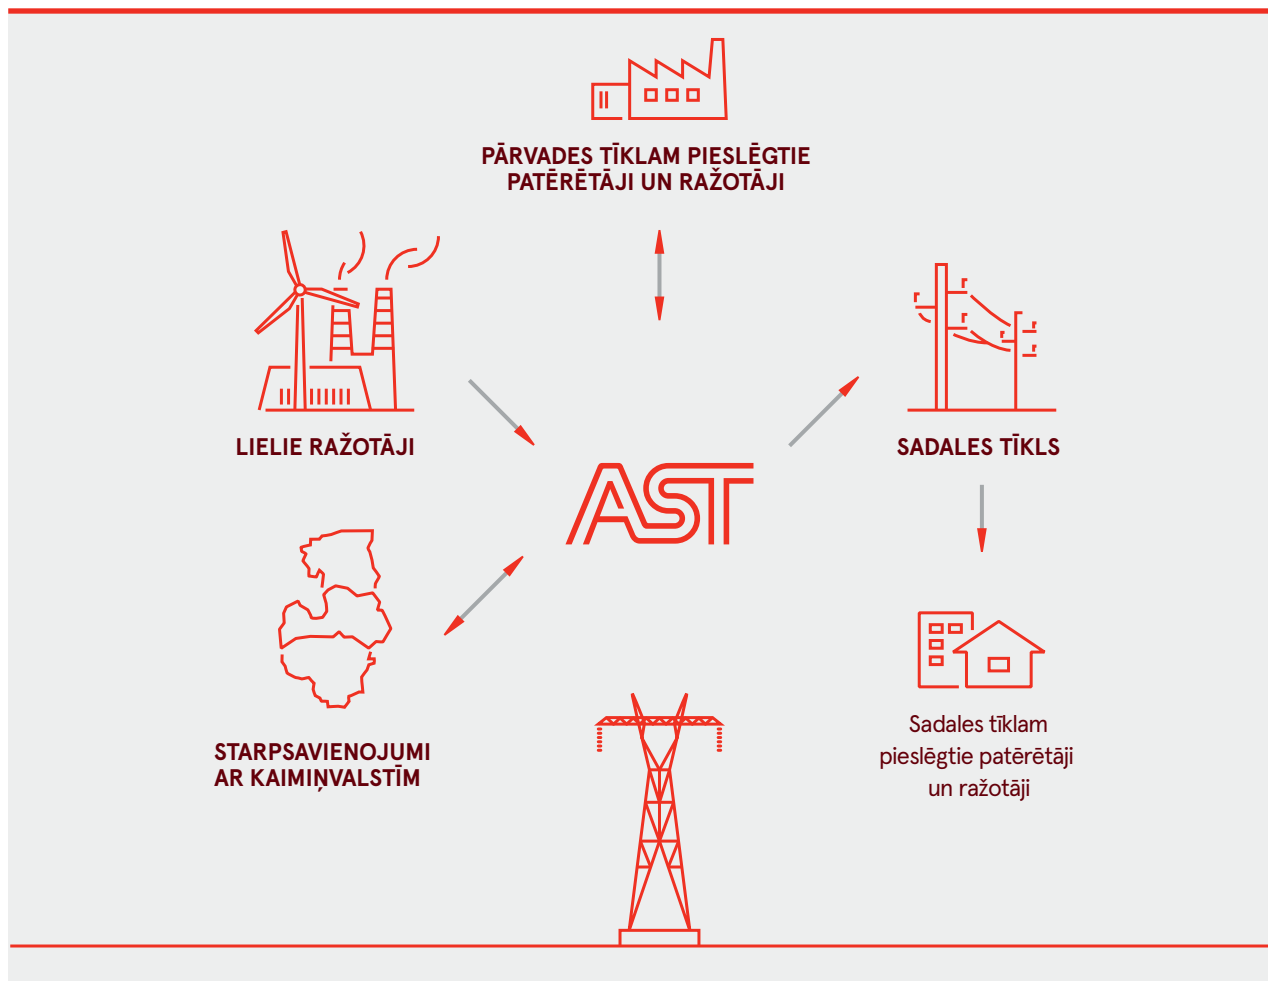 PĀRVADES TĪKLAM PIESLĒGTIE
PATĒRĒTĀJI UN RAŽOTĀJI
LIELIE RAŽOTĀJI
SADALES TĪKLS
AST
STARPSAVIENOJUMI
AR KAIMIŅVALSTĪM
Sadales tīklam
pieslēgtie patērētāji
un ražotāji